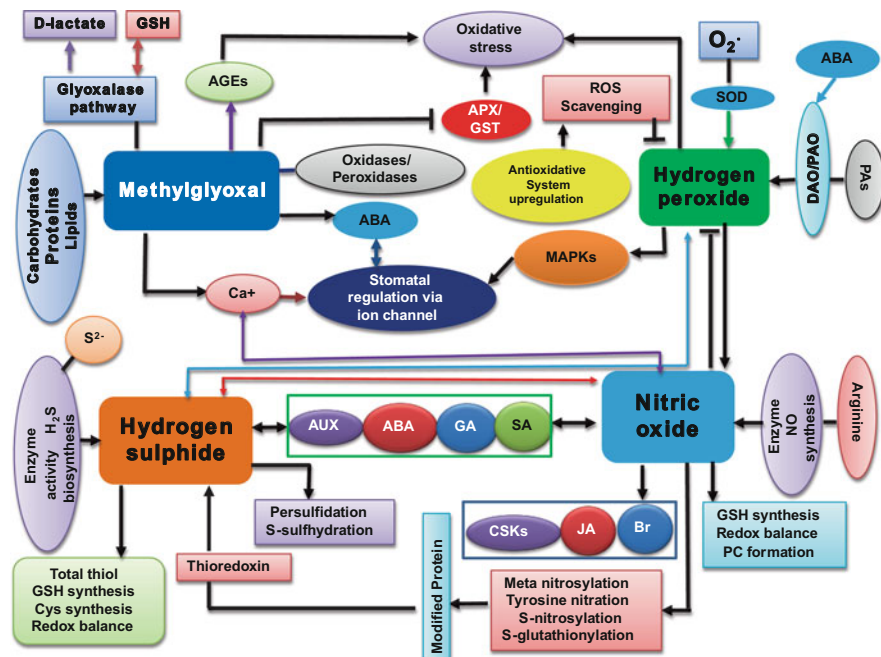 D-lactate
GSH
Glyoxalase
pathway
AGEs
Oxidative
stress
O₂·
ABA
SOD
ROS
Scavenging
APX/
GST
Carbohydrates
Proteins
Lipids
Methylglyoxal
Oxidases/
Peroxidases
Antioxidative
System
upregulation
Hydrogen
peroxide
DAO/PAO
PAs
ABA
MAPKs
Ca+
Stomatal
regulation via
ion channel
S²⁻
Enzyme
activity H₂S
biosynthesis
Hydrogen
sulphide
AUX
ABA
GA
SA
Nitric
oxide
Enzyme
NO
synthesis
Arginine
Persulfidation
S-sulfhydration
CSKs
JA
Br
GSH synthesis
Redox balance
PC formation
Total thiol
GSH synthesis
Cys synthesis
Redox balance
Thioredoxin
Modified Protein
Meta nitrosylation
Tyrosine nitration
S-nitrosylation
S-glutathionylation